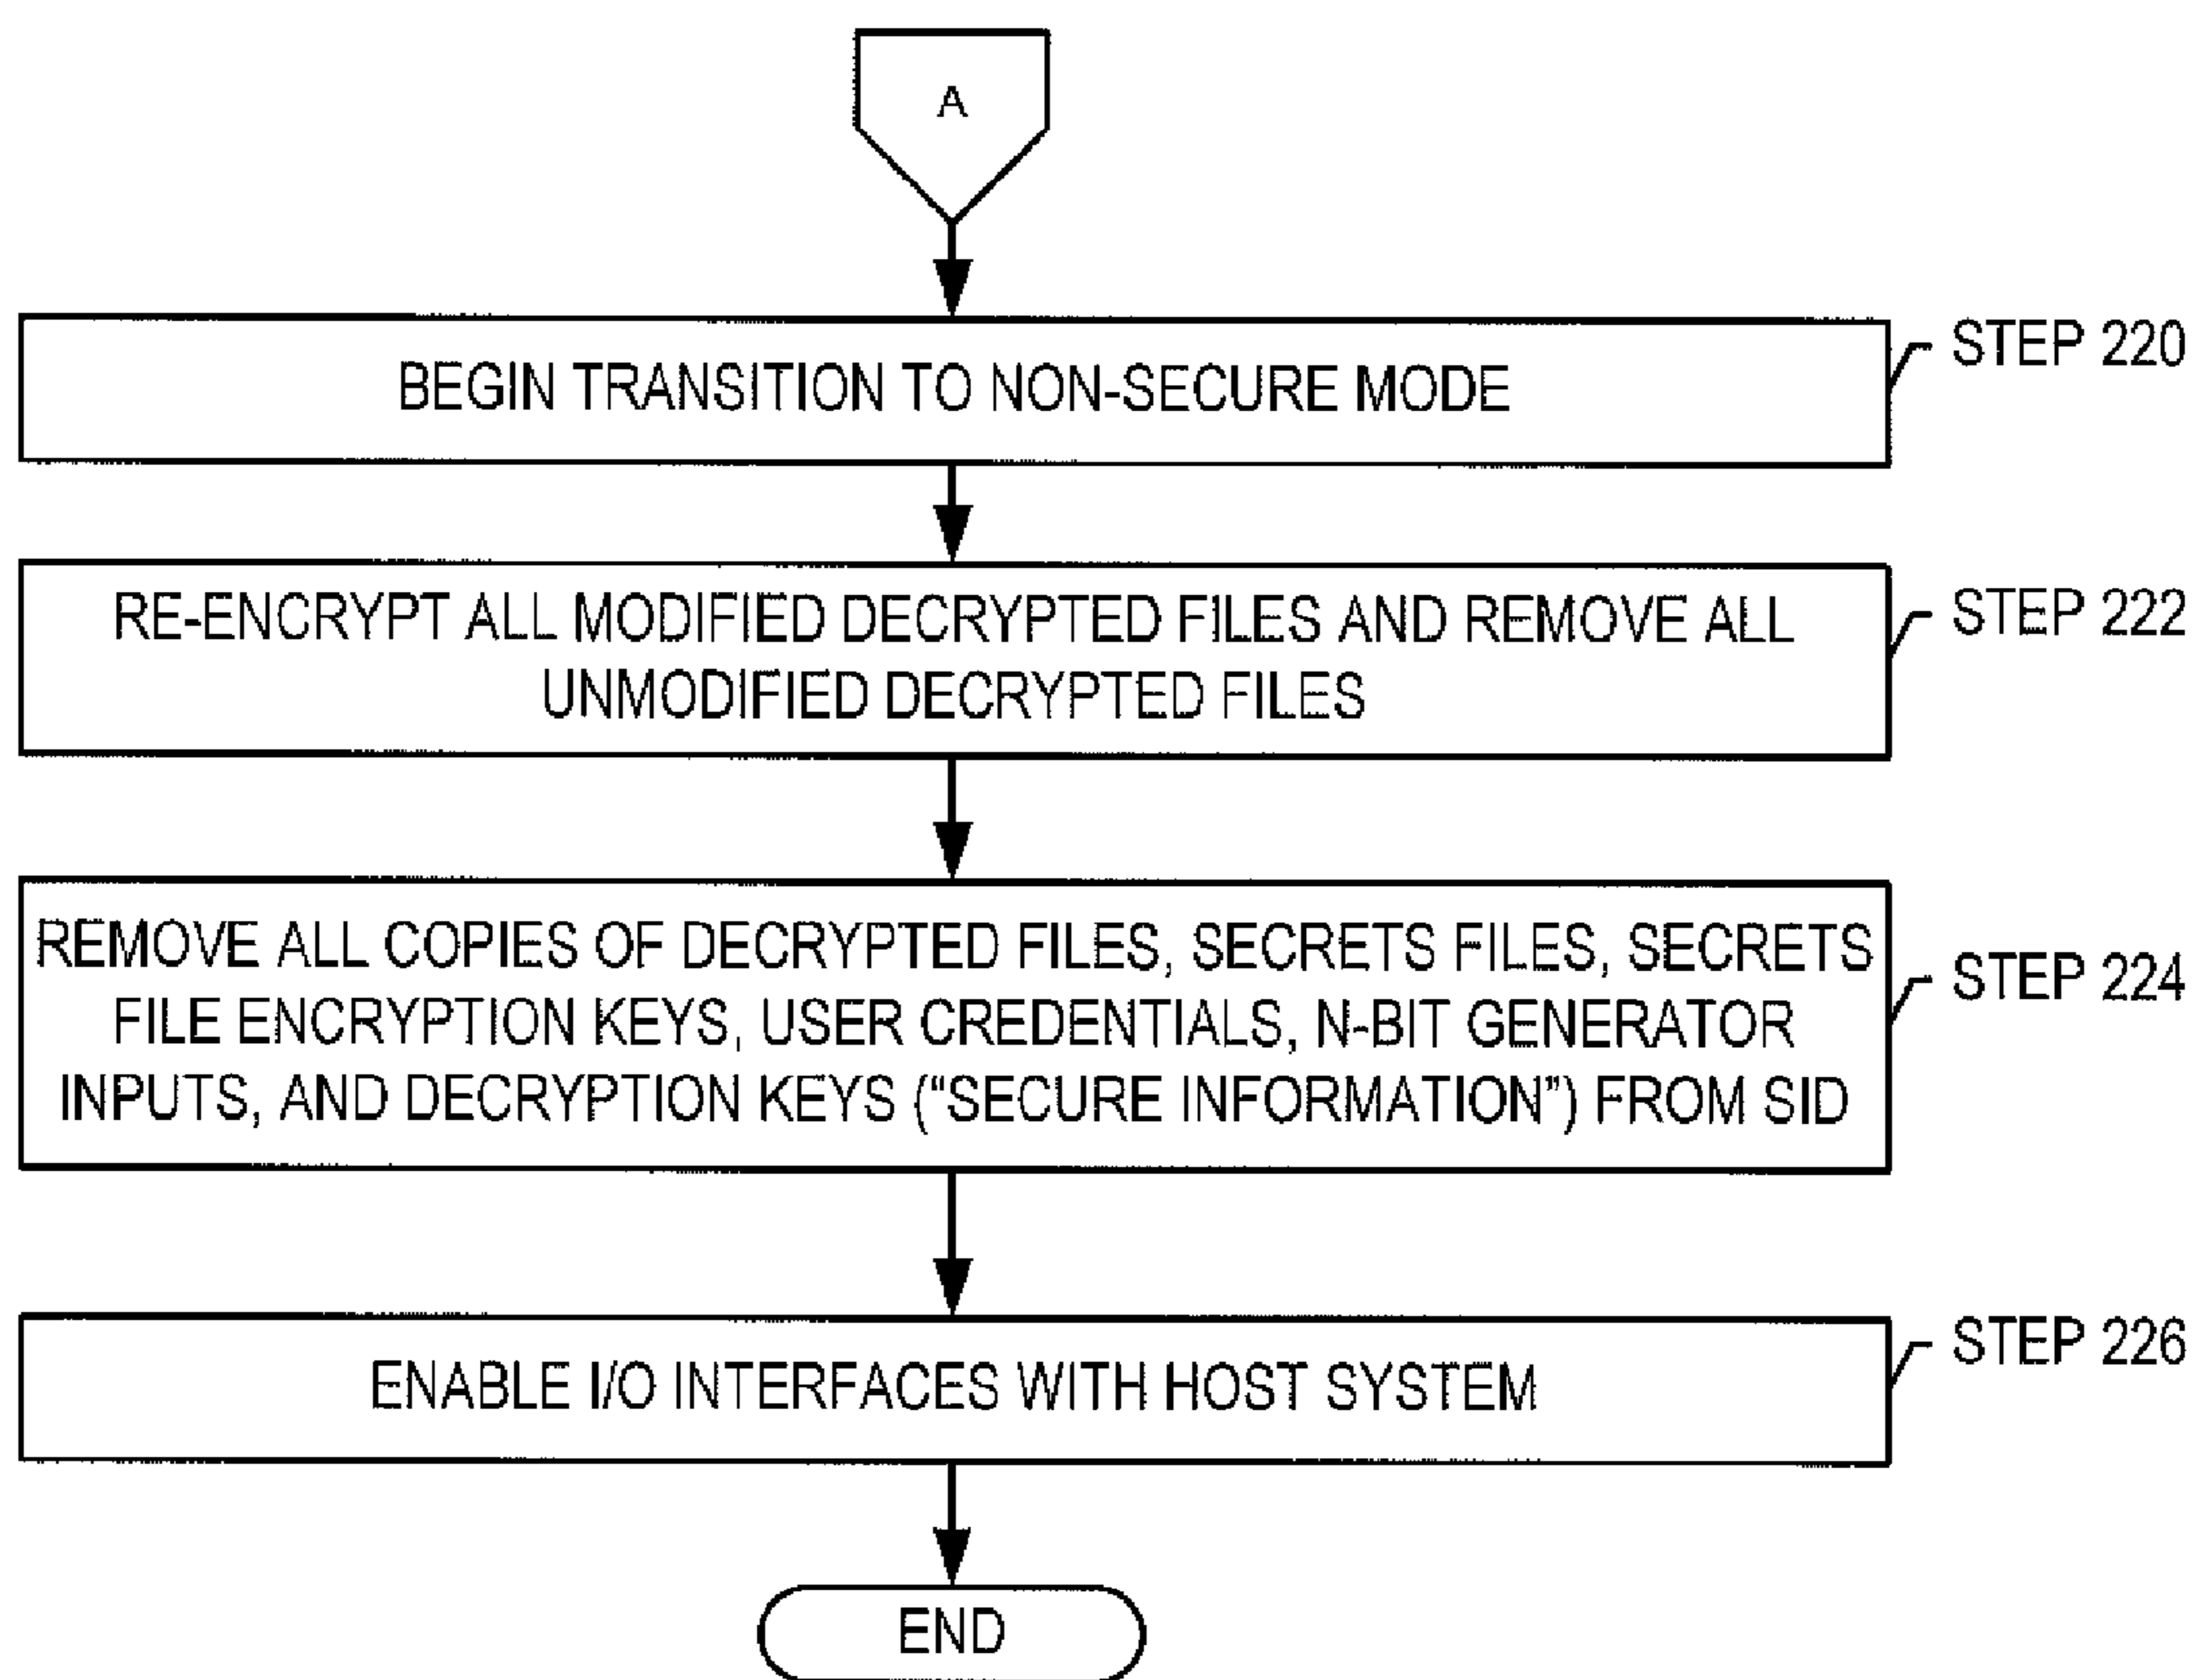 A
BEGIN TRANSITION TO NON-SECURE MODE
STEP 220
RE-ENCRYPT ALL MODIFIED DECRYPTED FILES AND REMOVE ALL
UNMODIFIED DECRYPTED FILES
STEP 222
REMOVE ALL COPIES OF DECRYPTED FILES, SECRETS FILES, SECRETS
FILE ENCRYPTION KEYS, USER CREDENTIALS, N-BIT GENERATOR
INPUTS, AND DECRYPTION KEYS (“SECURE INFORMATION”) FROM SID
STEP 224
ENABLE I/O INTERFACES WITH HOST SYSTEM
STEP 226
END